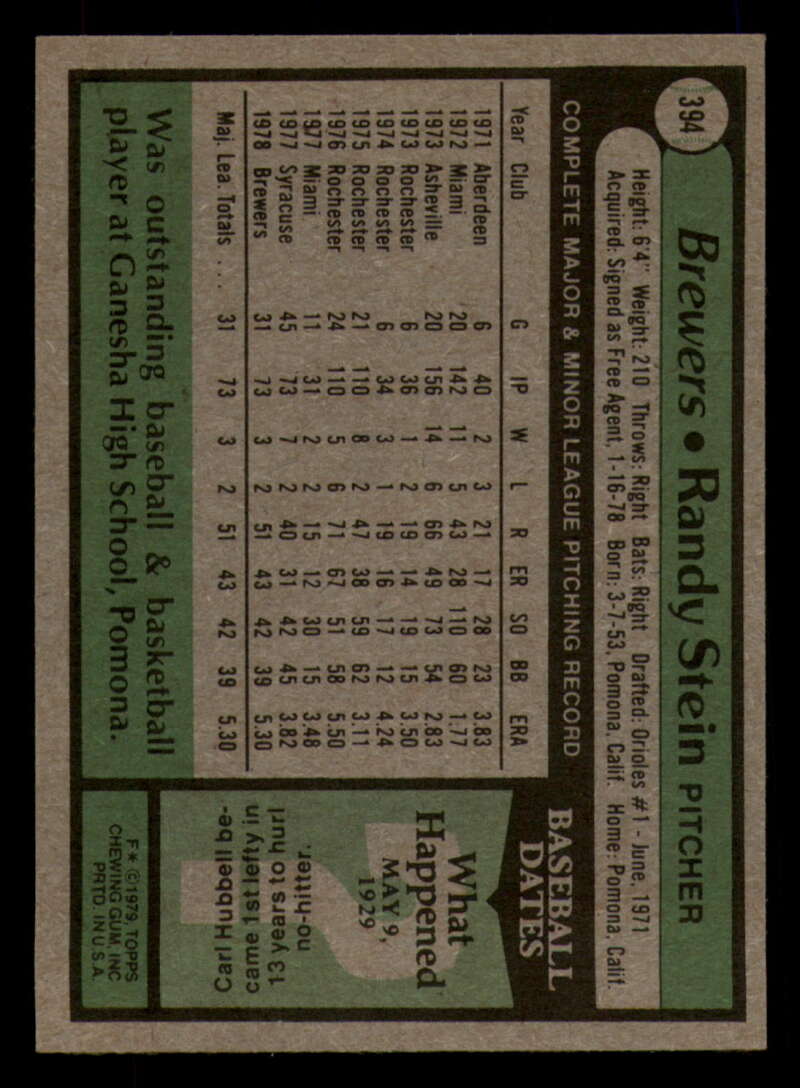 394
Brewers • Randy Stein PITCHER
Height: 6'4" Weight: 210 Throws: Right Bats: Right Drafted: Orioles #1 - June, 1971
Acquired: Signed as Free Agent, 1-16-78 Born: 3-7-53, Pomona, Calif. Home: Pomona, Calif.
COMPLETE MAJOR & MINOR LEAGUE PITCHING RECORD
Year Club G IP W L R ER SO BB ERA
1971 Aberdeen 6 40 2 3 21 17 28 23 3.83
1972 Miami 20 142 11 5 43 28 110 60 1.77
1973 Asheville 20 156 14 6 66 49 73 54 2.83
1973 Rochester 6 36 1 2 19 14 19 15 3.50
1974 Rochester 6 34 3 1 19 16 17 12 4.24
1975 Rochester 21 110 8 2 47 38 59 62 3.11
1976 Rochester 24 110 5 6 71 67 51 58 5.50
1977 Miami 11 31 2 2 15 12 30 15 3.48
1977 Syracuse 45 73 7 2 40 31 42 45 3.82
1978 Brewers 31 73 3 2 51 43 42 39 5.30
Maj. Lea. Totals . . . 31 73 3 2 51 43 42 39 5.30
Was outstanding baseball & basketball
player at Ganesha High School, Pomona.
BASEBALL
DATES
What
Happened
MAY 9,
1929
?
Carl Hubbell be-
came 1st lefty in
13 years to hurl
no-hitter.
F* ©1979, TOPPS
CHEWING GUM, INC
PRTD. IN U.S.A.